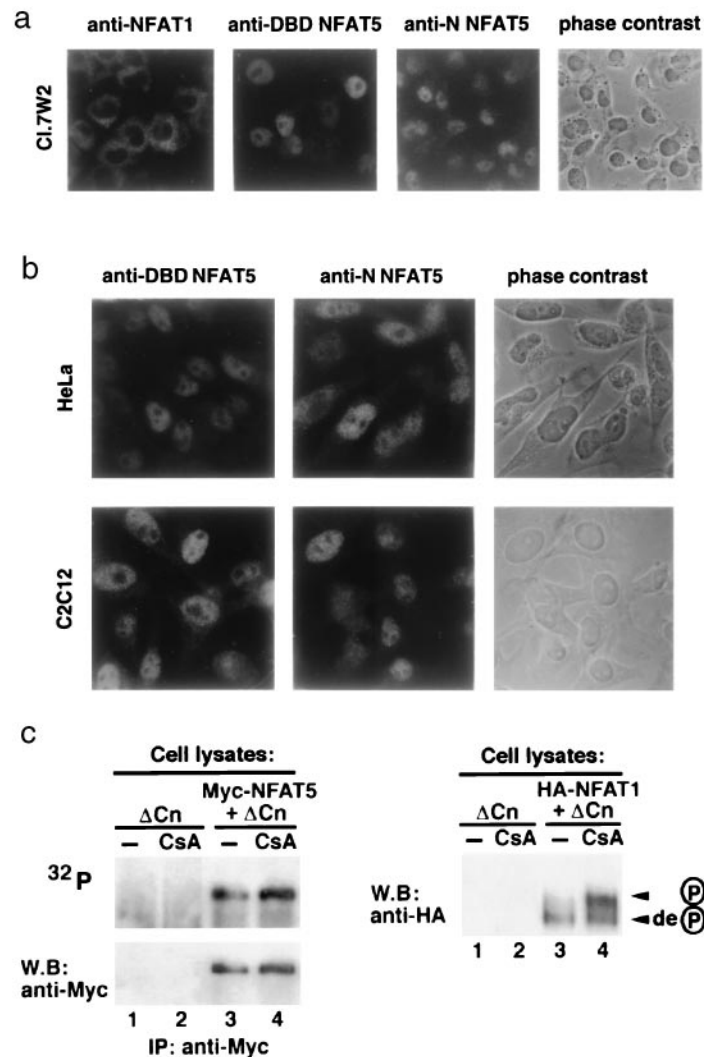 a
anti-NFAT1 anti-DBD NFAT5 anti-N NFAT5 phase contrast
Cl.7W2
b
anti-DBD NFAT5 anti-N NFAT5 phase contrast
HeLa
C2C12
c
Cell lysates:
Myc-NFAT5
ΔCn + ΔCn
– CsA – CsA
32P
W.B:
anti-Myc
1 2 3 4
IP: anti-Myc
Cell lysates:
HA-NFAT1
ΔCn + ΔCn
– CsA – CsA
W.B:
anti-HA
P
de P
1 2 3 4